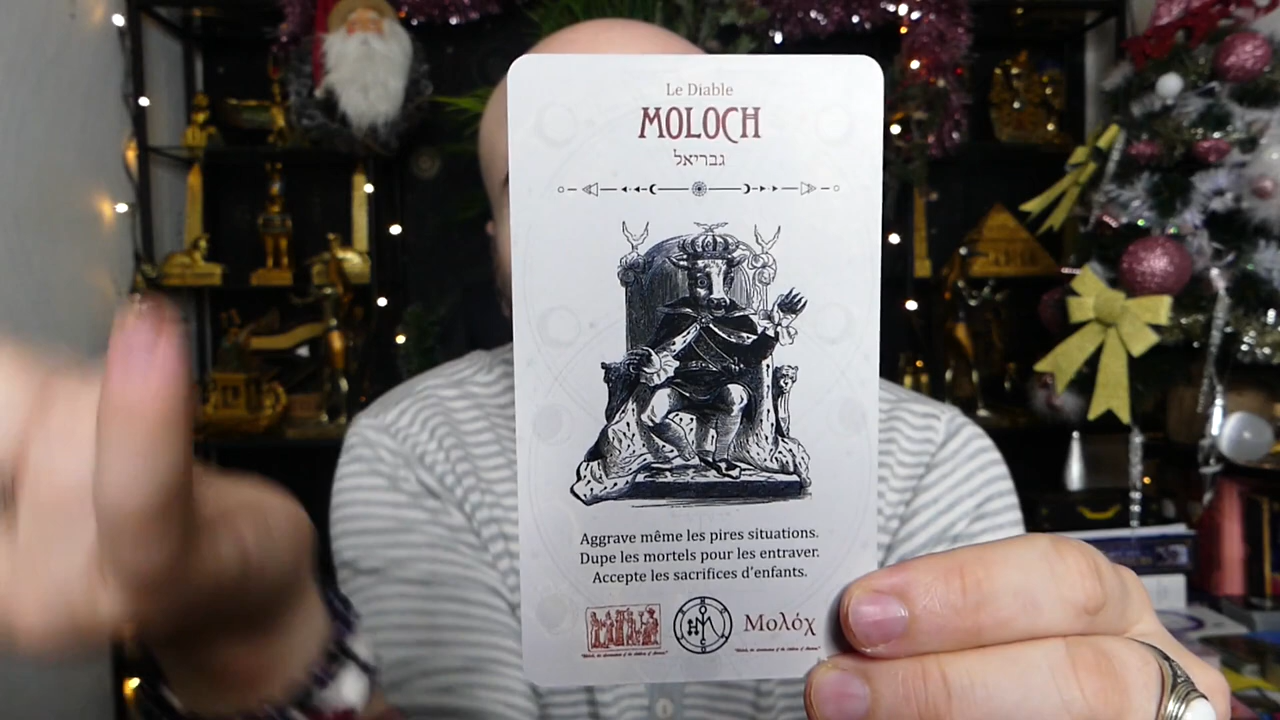 Le Diable
MOLOCH
גבריאל
Aggrave même les pires situations.
Dupe les mortels pour les entraver.
Accepte les sacrifices d'enfants.
Μολόχ